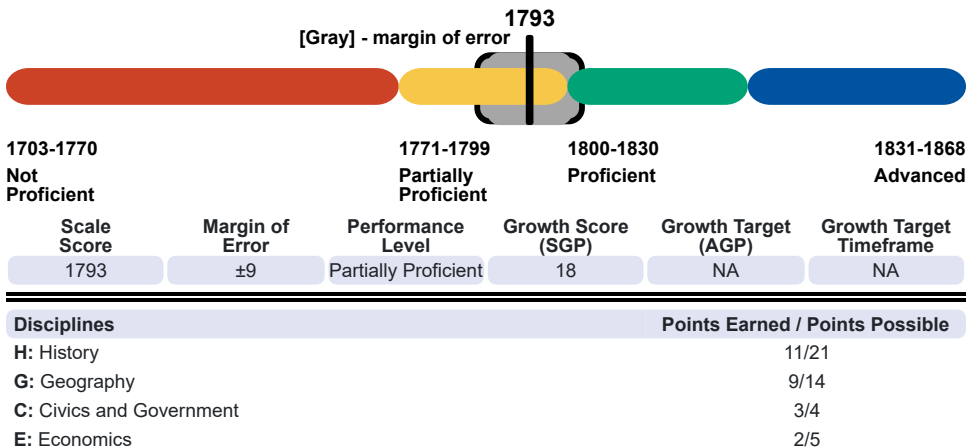 1793
[Gray] - margin of error
1703-1770 1771-1799 1800-1830 1831-1868
Not Partially Proficient Advanced
Proficient Proficient
Scale Margin of Performance Growth Score Growth Target Growth Target
Score Error Level (SGP) (AGP) Timeframe
1793 ±9 Partially Proficient 18 NA NA
Disciplines Points Earned / Points Possible
H: History 11/21
G: Geography 9/14
C: Civics and Government 3/4
E: Economics 2/5